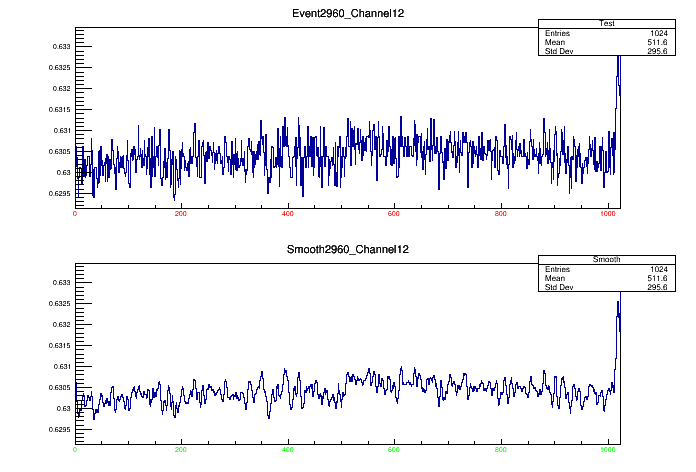 Event2960_Channel12
Test
Entries 1024
Mean 511.6
Std Dev 295.6
0.633
0.6325
0.632
0.6315
0.631
0.6305
0.63
0.6295
0 200 400 600 800 1000
Smooth2960_Channel12
Smooth
Entries 1024
Mean 511.6
Std Dev 295.6
0.633
0.6325
0.632
0.6315
0.631
0.6305
0.63
0.6295
0 200 400 600 800 1000